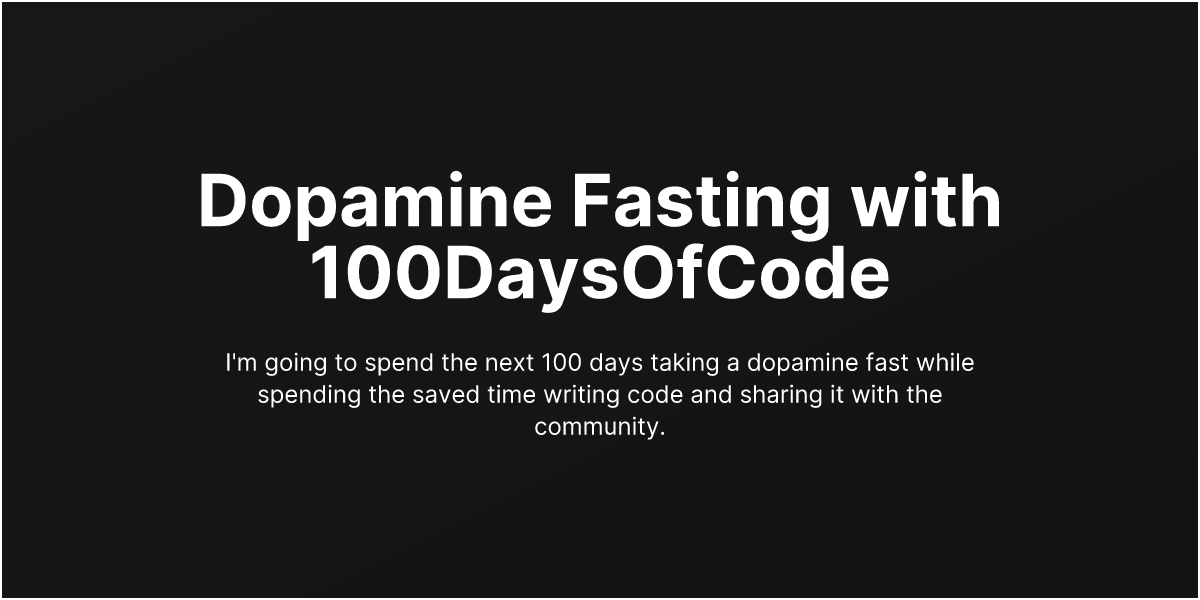 Dopamine Fasting with
100DaysOfCode
I'm going to spend the next 100 days taking a dopamine fast while
spending the saved time writing code and sharing it with the
community.